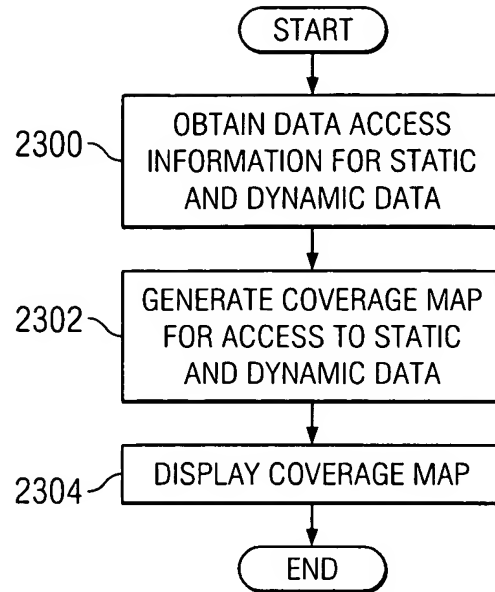 START
2300
OBTAIN DATA ACCESS
INFORMATION FOR STATIC
AND DYNAMIC DATA
2302
GENERATE COVERAGE MAP
FOR ACCESS TO STATIC
AND DYNAMIC DATA
2304
DISPLAY COVERAGE MAP
END